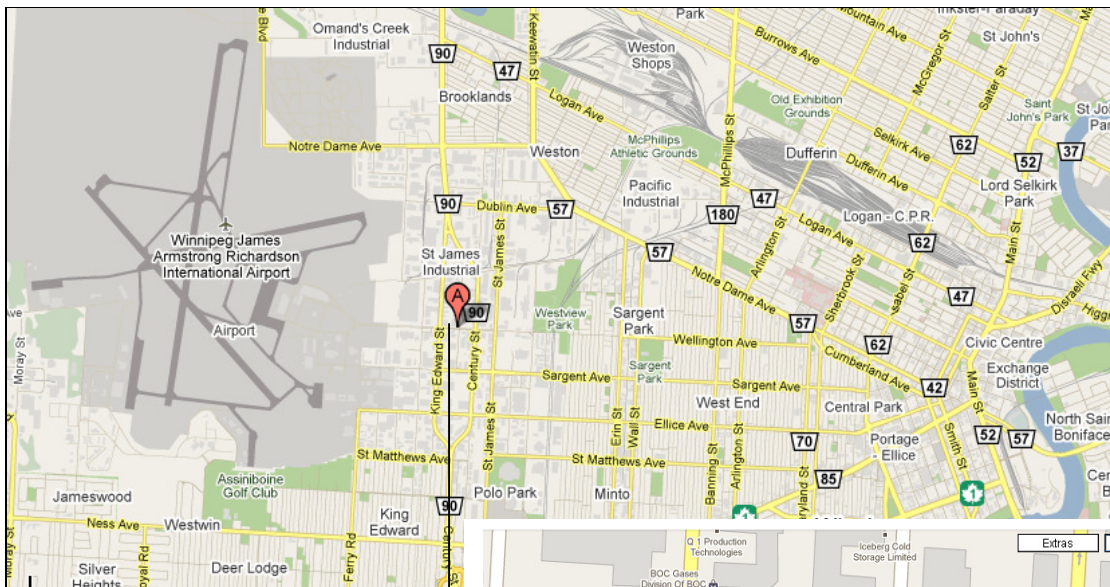 Omand's Creek
Industrial
Park
Inkster-Faraday
Mountain Ave
St John's
Burrows Ave
McGregor St
Salter St
Keewatin St
Weston
Shops
90
47
Brooklands
Logan Ave
Old Exhibition
Grounds
Saint
John's Park
Selkirk Ave
62
52
37
Notre Dame Ave
Weston
McPhillips
Athletic Grounds
McPhillips St
Dufferin
Dufferin Ave
Lord Selkirk
Park
Pacific
Industrial
47
90
Dublin Ave
57
180
Logan - C.P.R.
Logan Ave
Main St
Winnipeg James
Armstrong Richardson
International Airport
St James
Industrial
St James St
57
Arlington St
62
Disraeli Fwy
Notre Dame Ave
Sherbrook St
Isabel St
47
A
90
Westview
Park
Sargent
Park
57
62
Airport
Moray St
King Edward St
Century St
Wellington Ave
Cumberland Ave
Civic Centre
Exchange
District
Sargent Ave
Sargent
Park
Sargent Ave
42
Main St
West End
Central Park
Erin St
Wall St
Ellice Ave
70
Portage
- Ellice
Smith St
52
57
St James St
St Matthews Ave
St Matthews Ave
Banning St
Arlington St
85
Assiniboine
Golf Club
Jameswood
Polo Park
Minto
1
1
90
Ness Ave
Westwin
King
Edward
Ferry Rd
Century St
Moray St
Silver
Heights
Deer Lodge
Q 1 Production
Technologies
Iceberg Cold
Storage Limited
Extras
BOC Gases
Division Of BOC